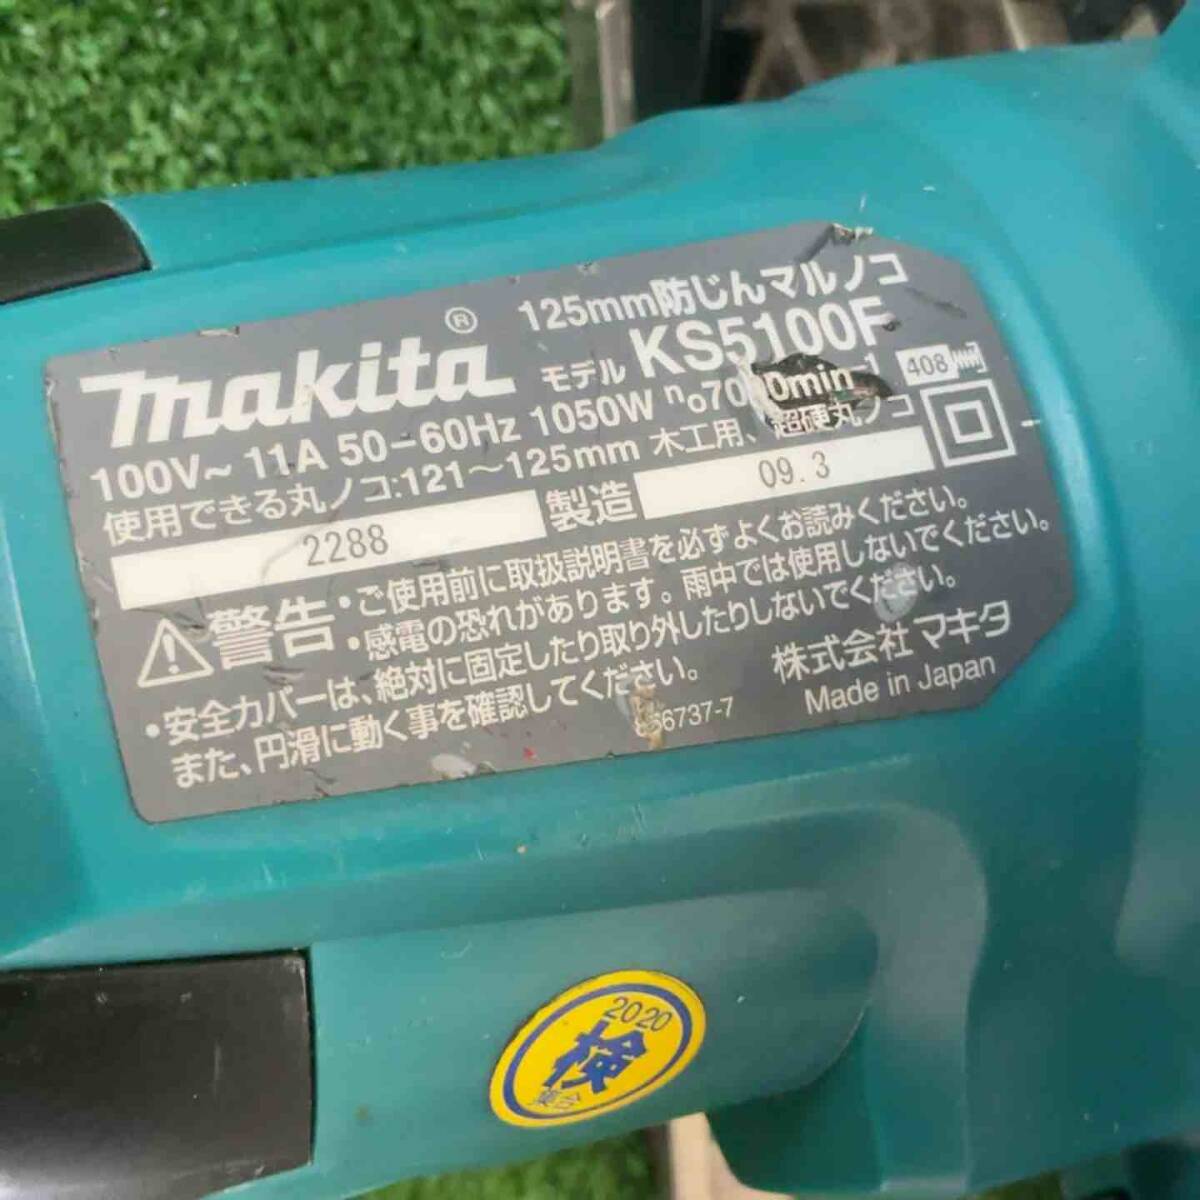 makita®
125mm防じんマルノコ
モデル KS5100F
100V～ 11A 50-60Hz 1050W n₀ min⁻¹ 408
使用できる丸ノコ:121～125mm 木工用、超硬丸ノコ
2288 製造 09.3
警告 •ご使用前に取扱説明書を必ずよくお読みください。
•感電の恐れがあります。雨中では使用しないでください。
•安全カバーは、絶対に固定したり取り外したりしないでください。
また、円滑に動く事を確認してください。
株式会社マキタ
Made in Japan
2020
検
集合